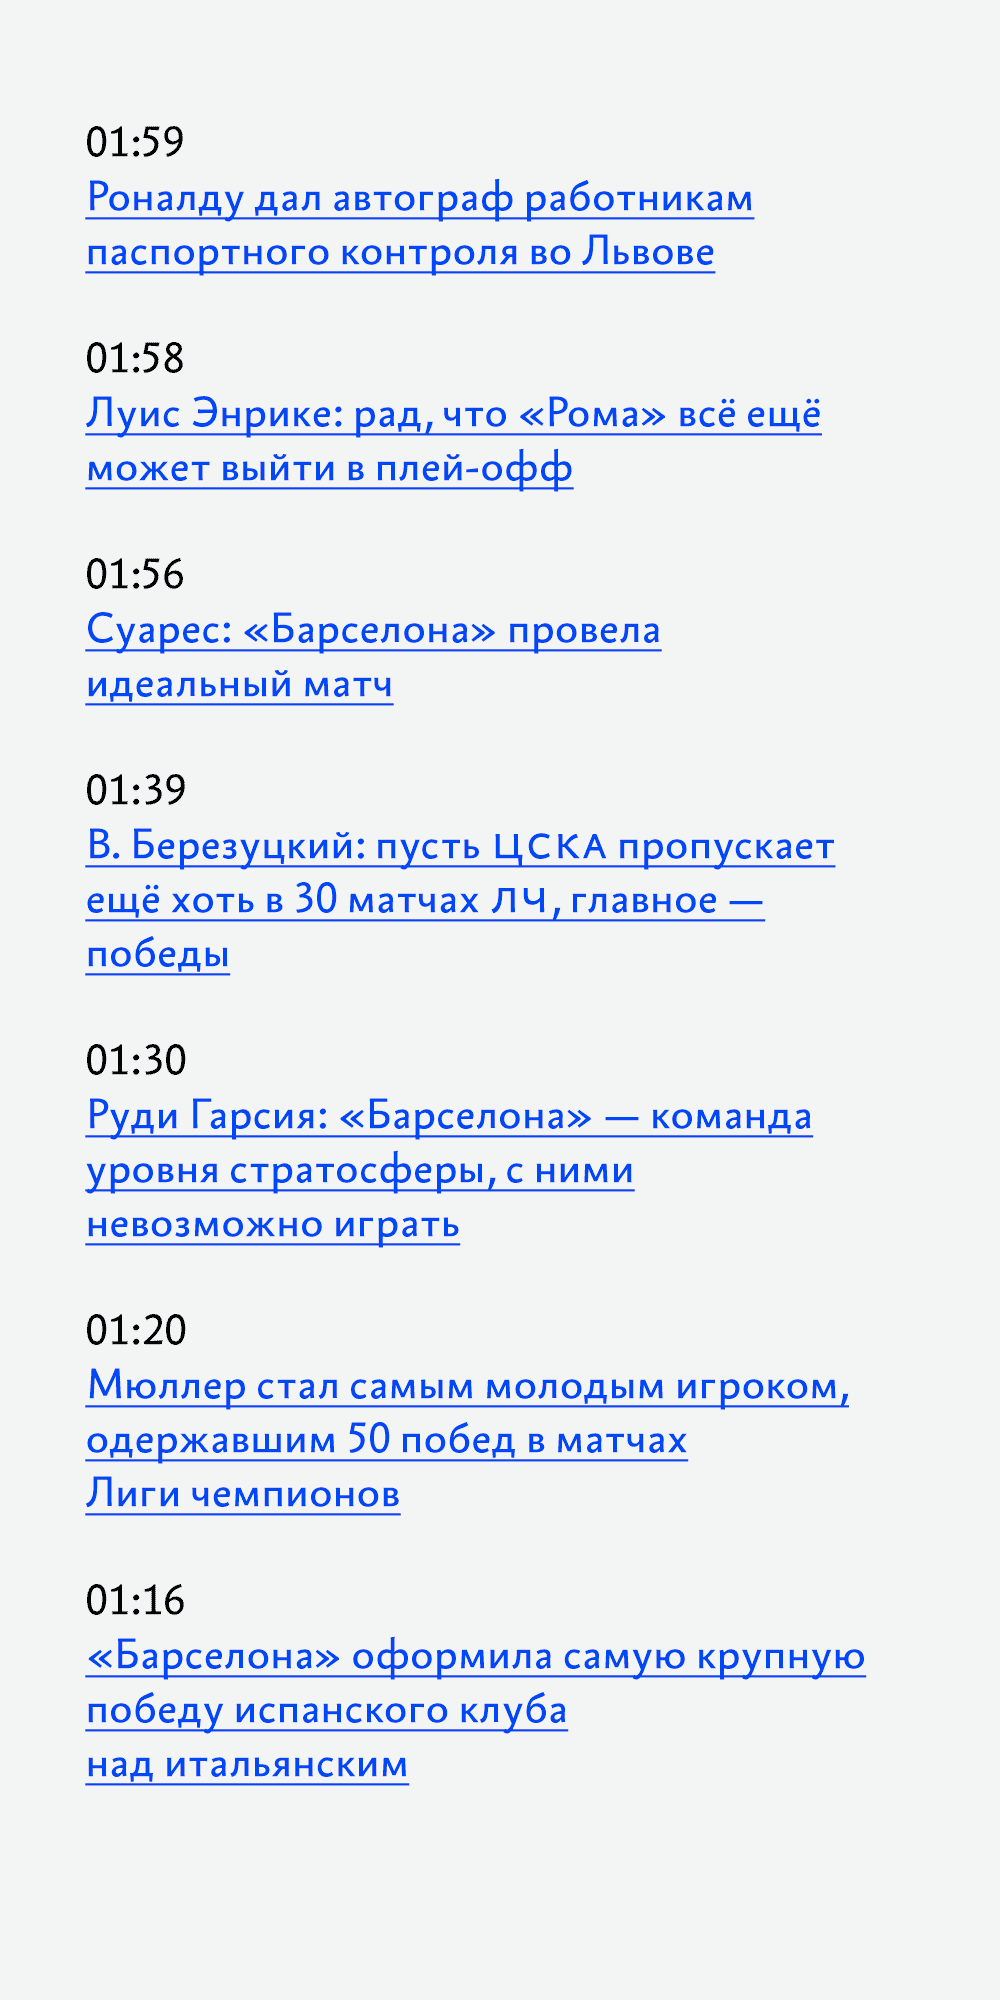 01:59
Роналду дал автограф работникам
паспортного контроля во Львове
01:58
Луис Энрике: рад, что «Рома» всё ещё
может выйти в плей-офф
01:56
Суарес: «Барселона» провела
идеальный матч
01:39
В. Березуцкий: пусть ЦСКА пропускает
ещё хоть в 30 матчах ЛЧ, главное —
победы
01:30
Руди Гарсия: «Барселона» — команда
уровня стратосферы, с ними
невозможно играть
01:20
Мюллер стал самым молодым игроком,
одержавшим 50 побед в матчах
Лиги чемпионов
01:16
«Барселона» оформила самую крупную
победу испанского клуба
над итальянским